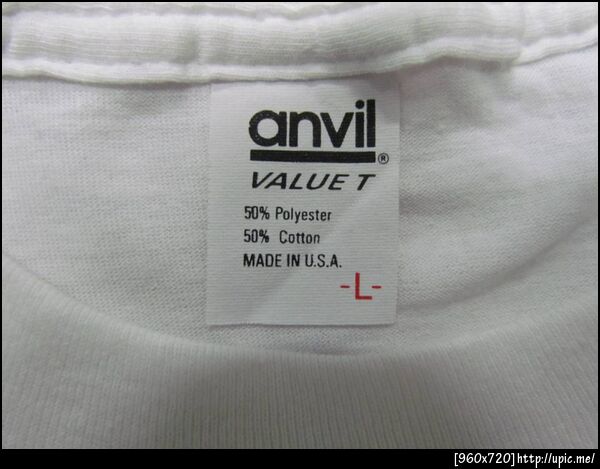 anvil®
VALUE T
50% Polyester
50% Cotton
MADE IN U.S.A.
-L-
[960x720]http://upic.me/